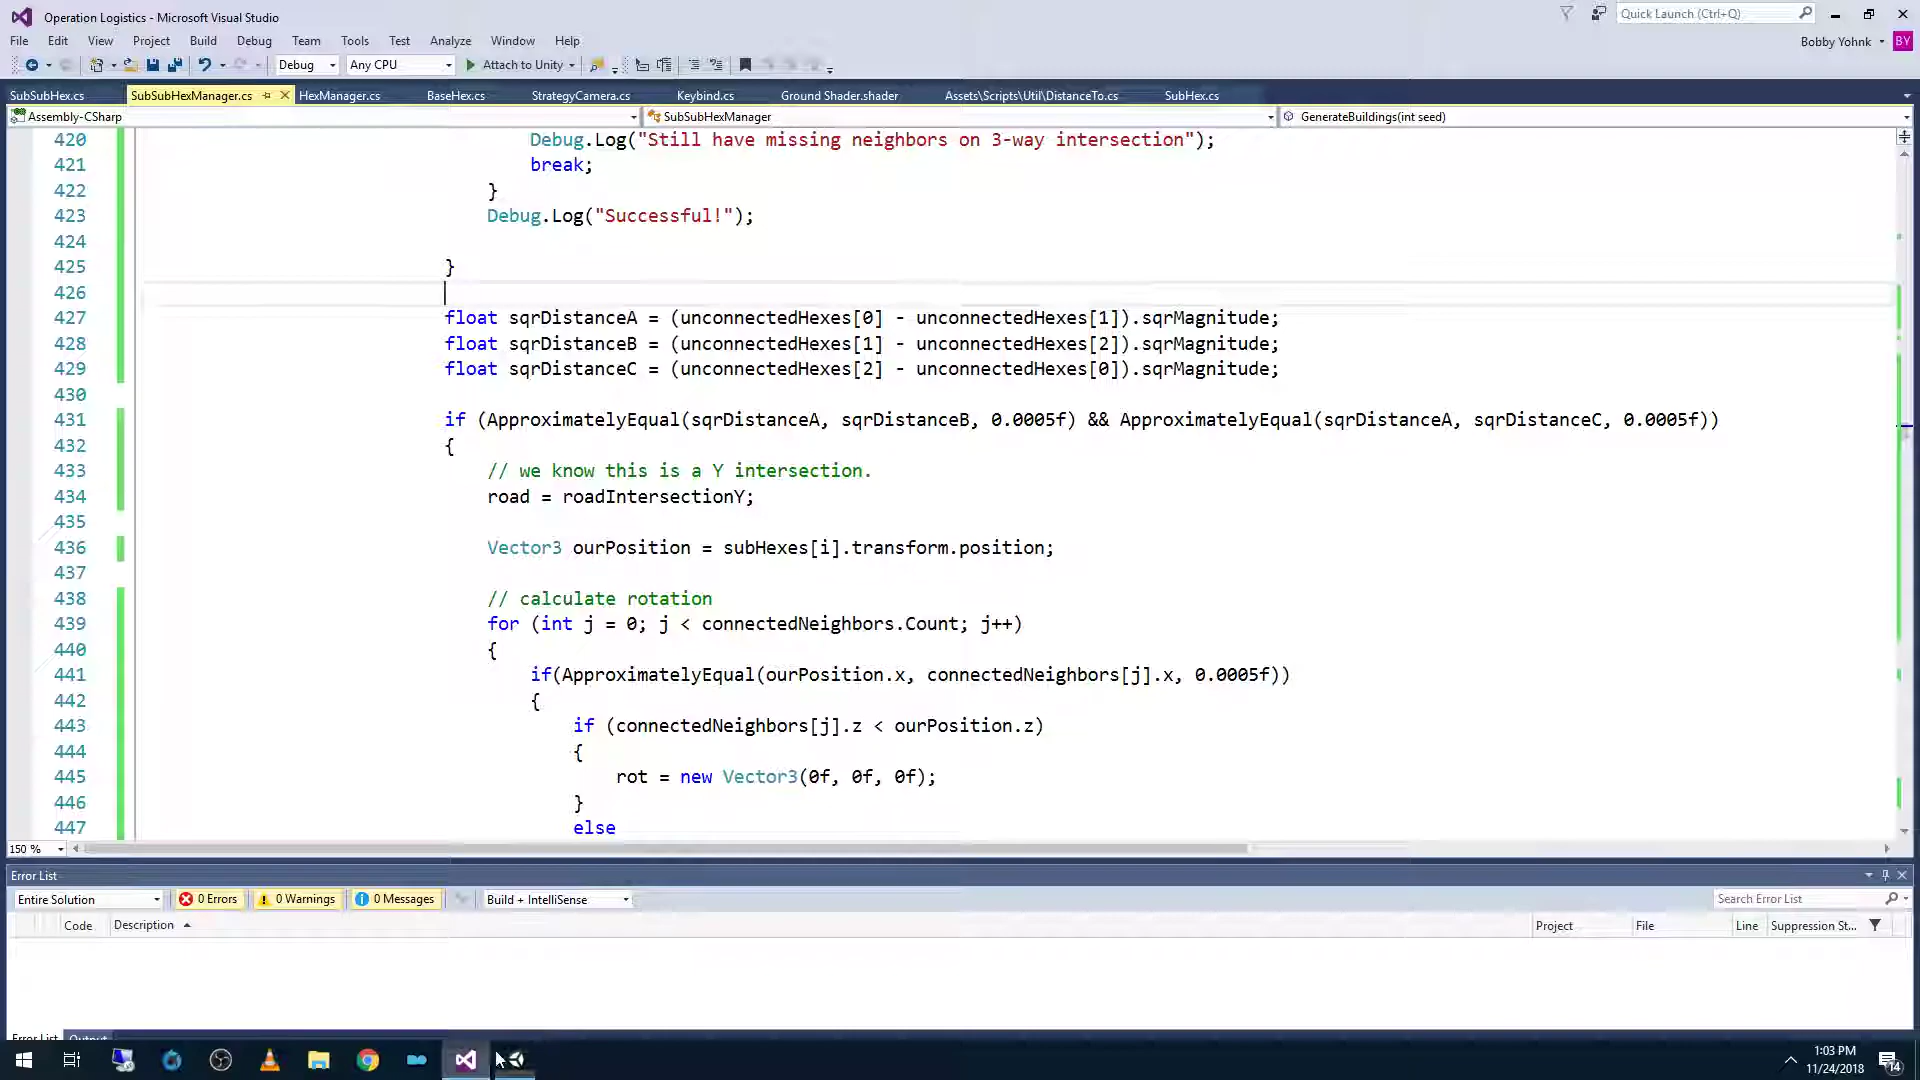 Operation Logistics - Microsoft Visual Studio
Quick Launch (Ctrl+Q)
File Edit View Project Build Debug Team Tools Test Analyze Window Help
Bobby Yohnk BY
Debug Any CPU Attach to Unity
SubSubHex.cs SubSubHexManager.cs HexManager.cs BaseHex.cs StrategyCamera.cs Keybind.cs Ground Shader.shader Assets\Scripts\Util\DistanceTo.cs SubHex.cs
Assembly-CSharp SubSubHexManager GenerateBuildings(int seed)
420 Debug.Log("Still have missing neighbors on 3-way intersection");
421 break;
422 }
423 Debug.Log("Successful!");
424
425 }
426
427 float sqrDistanceA = (unconnectedHexes[0] - unconnectedHexes[1]).sqrMagnitude;
428 float sqrDistanceB = (unconnectedHexes[1] - unconnectedHexes[2]).sqrMagnitude;
429 float sqrDistanceC = (unconnectedHexes[2] - unconnectedHexes[0]).sqrMagnitude;
430
431 if (ApproximatelyEqual(sqrDistanceA, sqrDistanceB, 0.0005f) && ApproximatelyEqual(sqrDistanceA, sqrDistanceC, 0.0005f))
432 {
433 // we know this is a Y intersection.
434 road = roadIntersectionY;
435
436 Vector3 ourPosition = subHexes[i].transform.position;
437
438 // calculate rotation
439 for (int j = 0; j < connectedNeighbors.Count; j++)
440 {
441 if(ApproximatelyEqual(ourPosition.x, connectedNeighbors[j].x, 0.0005f))
442 {
443 if (connectedNeighbors[j].z < ourPosition.z)
444 {
445 rot = new Vector3(0f, 0f, 0f);
446 }
447 else
150 %
Error List
Entire Solution 0 Errors 0 Warnings 0 Messages Build + IntelliSense Search Error List
Code Description Project File Line Suppression St...
Error List Output
1:03 PM
11/24/2018
14